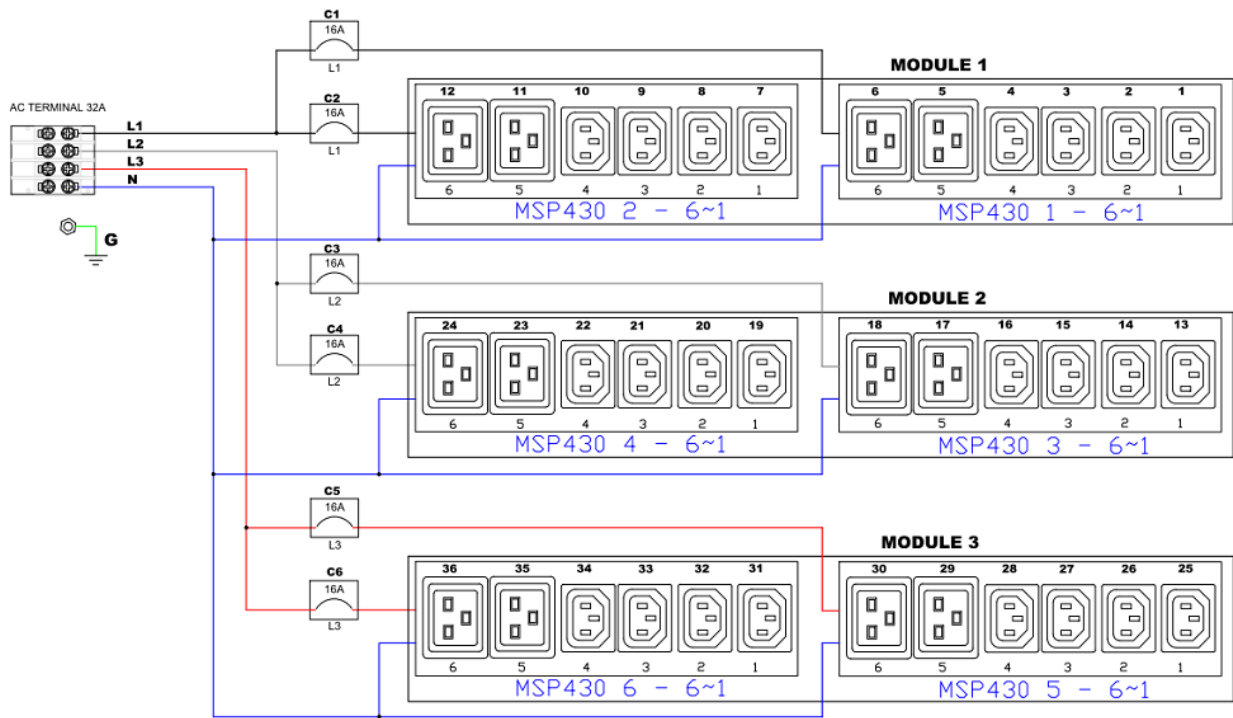 C1
16A
L1
MODULE 1
AC TERMINAL 32A
C2
16A
L1
12 11 10 9 8 7
6 5 4 3 2 1
L1
L2
L3
N
6 5 4 3 2 1
6 5 4 3 2 1
MSP430 2 - 6~1
MSP430 1 - 6~1
G
C3
16A
L2
MODULE 2
C4
16A
L2
24 23 22 21 20 19
18 17 16 15 14 13
6 5 4 3 2 1
6 5 4 3 2 1
MSP430 4 - 6~1
MSP430 3 - 6~1
C5
16A
L3
MODULE 3
C6
16A
L3
36 35 34 33 32 31
30 29 28 27 26 25
6 5 4 3 2 1
6 5 4 3 2 1
MSP430 6 - 6~1
MSP430 5 - 6~1